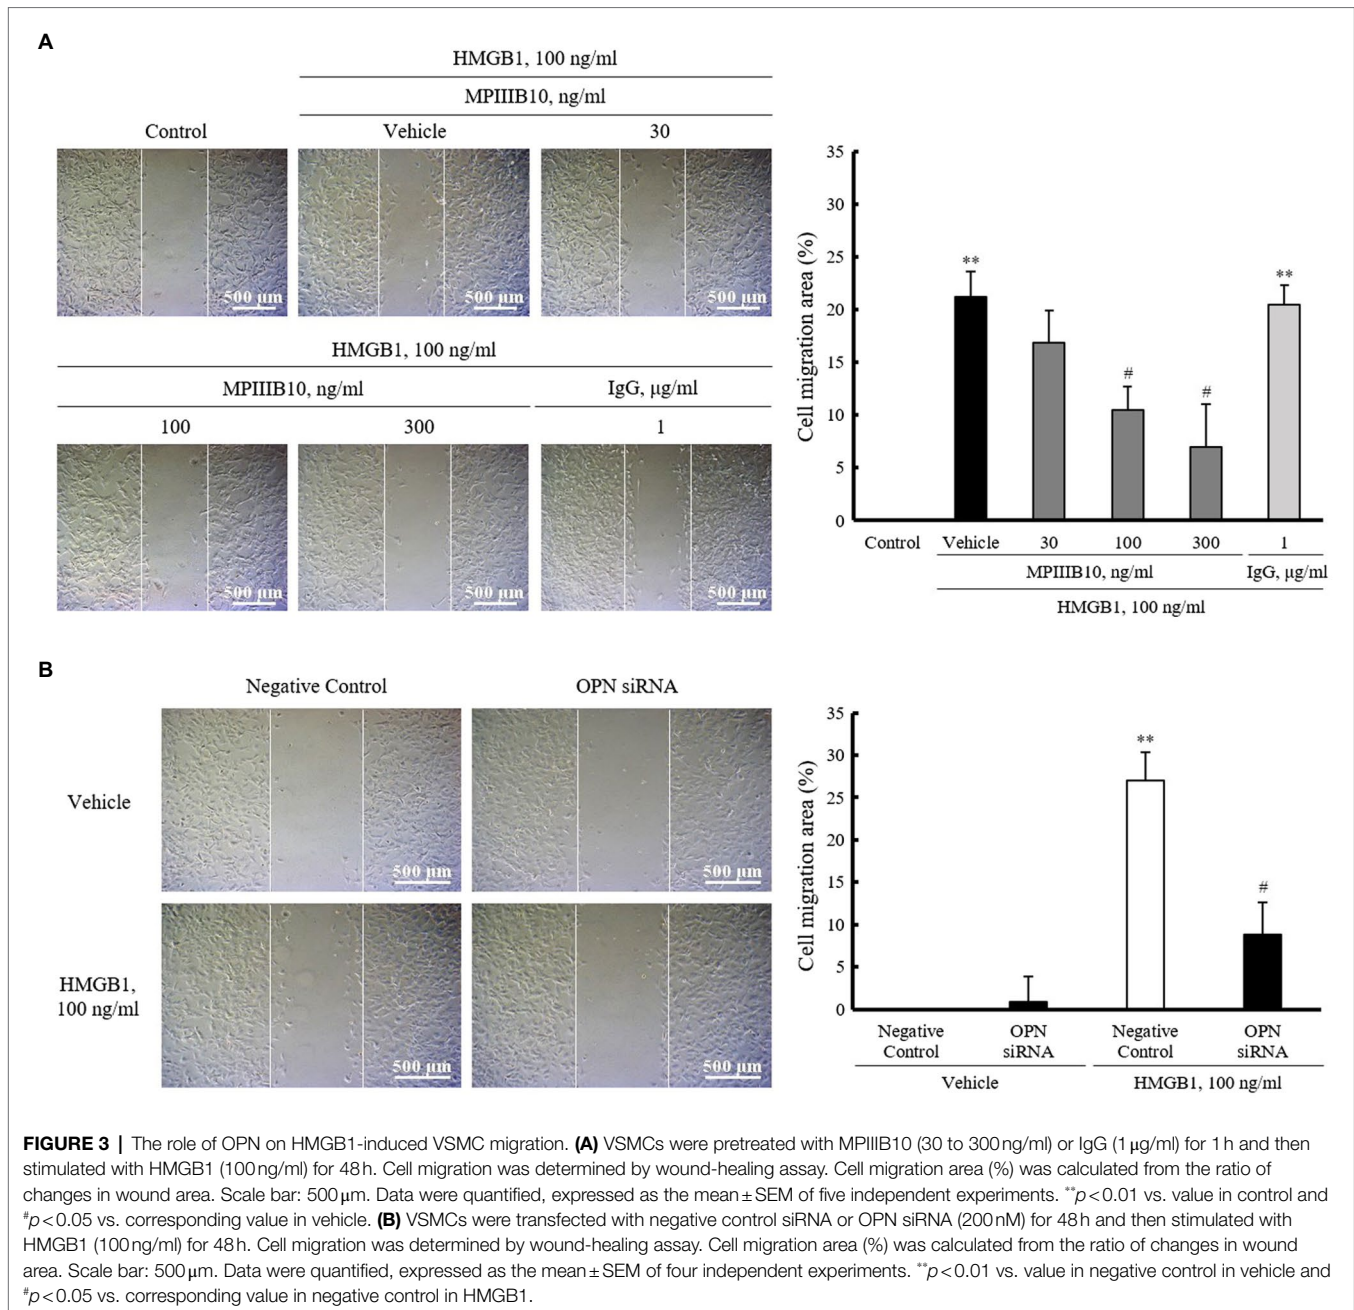 A
HMGB1, 100 ng/ml
MPIIIB10, ng/ml
Control Vehicle 30
500 μm 500 μm 500 μm
HMGB1, 100 ng/ml
MPIIIB10, ng/ml IgG, μg/ml
100 300 1
500 μm 500 μm 500 μm
Cell migration area (%)
35
30
25
20
15
10
5
0
** # # **
Control Vehicle 30 100 300 1
MPIIIB10, ng/ml IgG, μg/ml
HMGB1, 100 ng/ml
B
Negative Control OPN siRNA
Vehicle
500 μm 500 μm
HMGB1,
100 ng/ml
500 μm 500 μm
Cell migration area (%)
35
30
25
20
15
10
5
0
** #
Negative OPN Negative OPN
Control siRNA Control siRNA
Vehicle HMGB1, 100 ng/ml
FIGURE 3 | The role of OPN on HMGB1-induced VSMC migration. (A) VSMCs were pretreated with MPIIIB10 (30 to 300 ng/ml) or IgG (1 μg/ml) for 1 h and then
stimulated with HMGB1 (100 ng/ml) for 48 h. Cell migration was determined by wound-healing assay. Cell migration area (%) was calculated from the ratio of
changes in wound area. Scale bar: 500 μm. Data were quantified, expressed as the mean ± SEM of five independent experiments. **p < 0.01 vs. value in control and
#p < 0.05 vs. corresponding value in vehicle. (B) VSMCs were transfected with negative control siRNA or OPN siRNA (200 nM) for 48 h and then stimulated with
HMGB1 (100 ng/ml) for 48 h. Cell migration was determined by wound-healing assay. Cell migration area (%) was calculated from the ratio of changes in wound
area. Scale bar: 500 μm. Data were quantified, expressed as the mean ± SEM of four independent experiments. **p < 0.01 vs. value in negative control in vehicle and
#p < 0.05 vs. corresponding value in negative control in HMGB1.